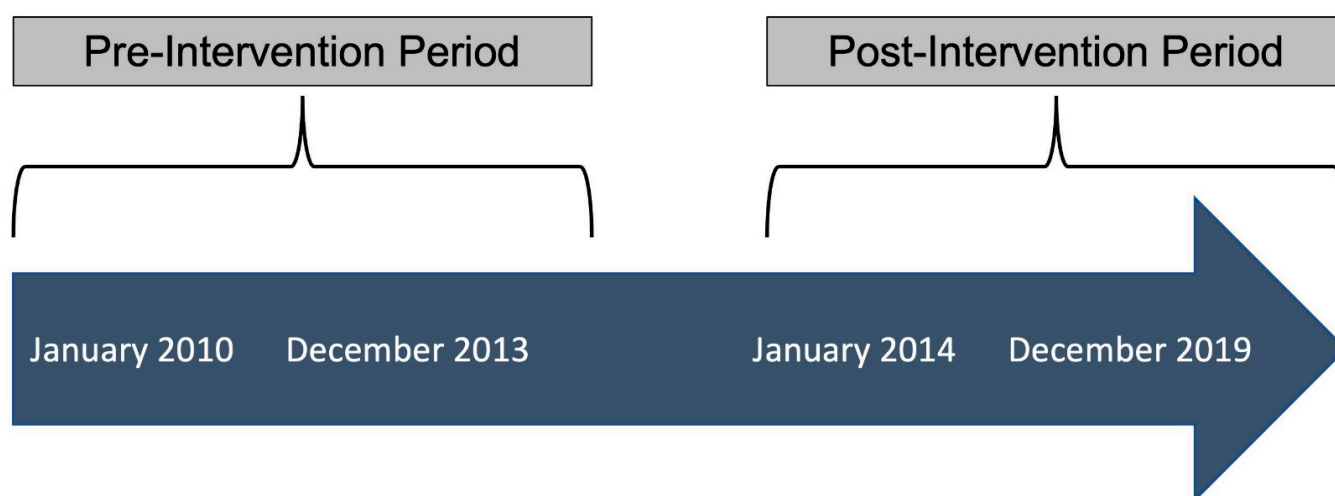 Pre-Intervention Period
Post-Intervention Period
January 2010
December 2013
January 2014
December 2019